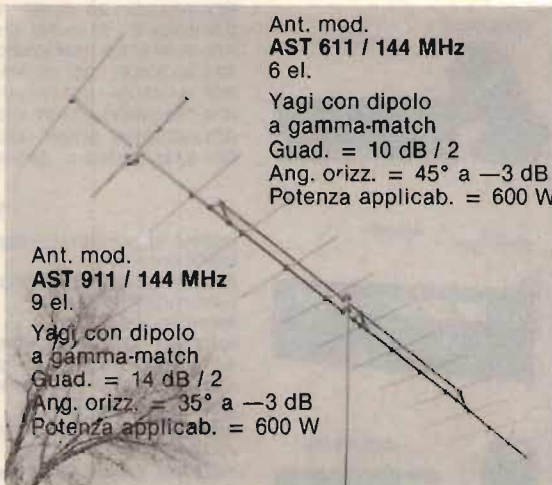 Ant. mod.
AST 611 / 144 MHz
6 el.
Yagi con dipolo
a gamma-match
Guad. = 10 dB / 2
Ang. orizz. = 45° a —3 dB
Potenza applicab. = 600 W
Ant. mod.
AST 911 / 144 MHz
9 el.
Yagi con dipolo
a gamma-match
Guad. = 14 dB / 2
Ang. orizz. = 35° a —3 dB
Potenza applicab. = 600 W